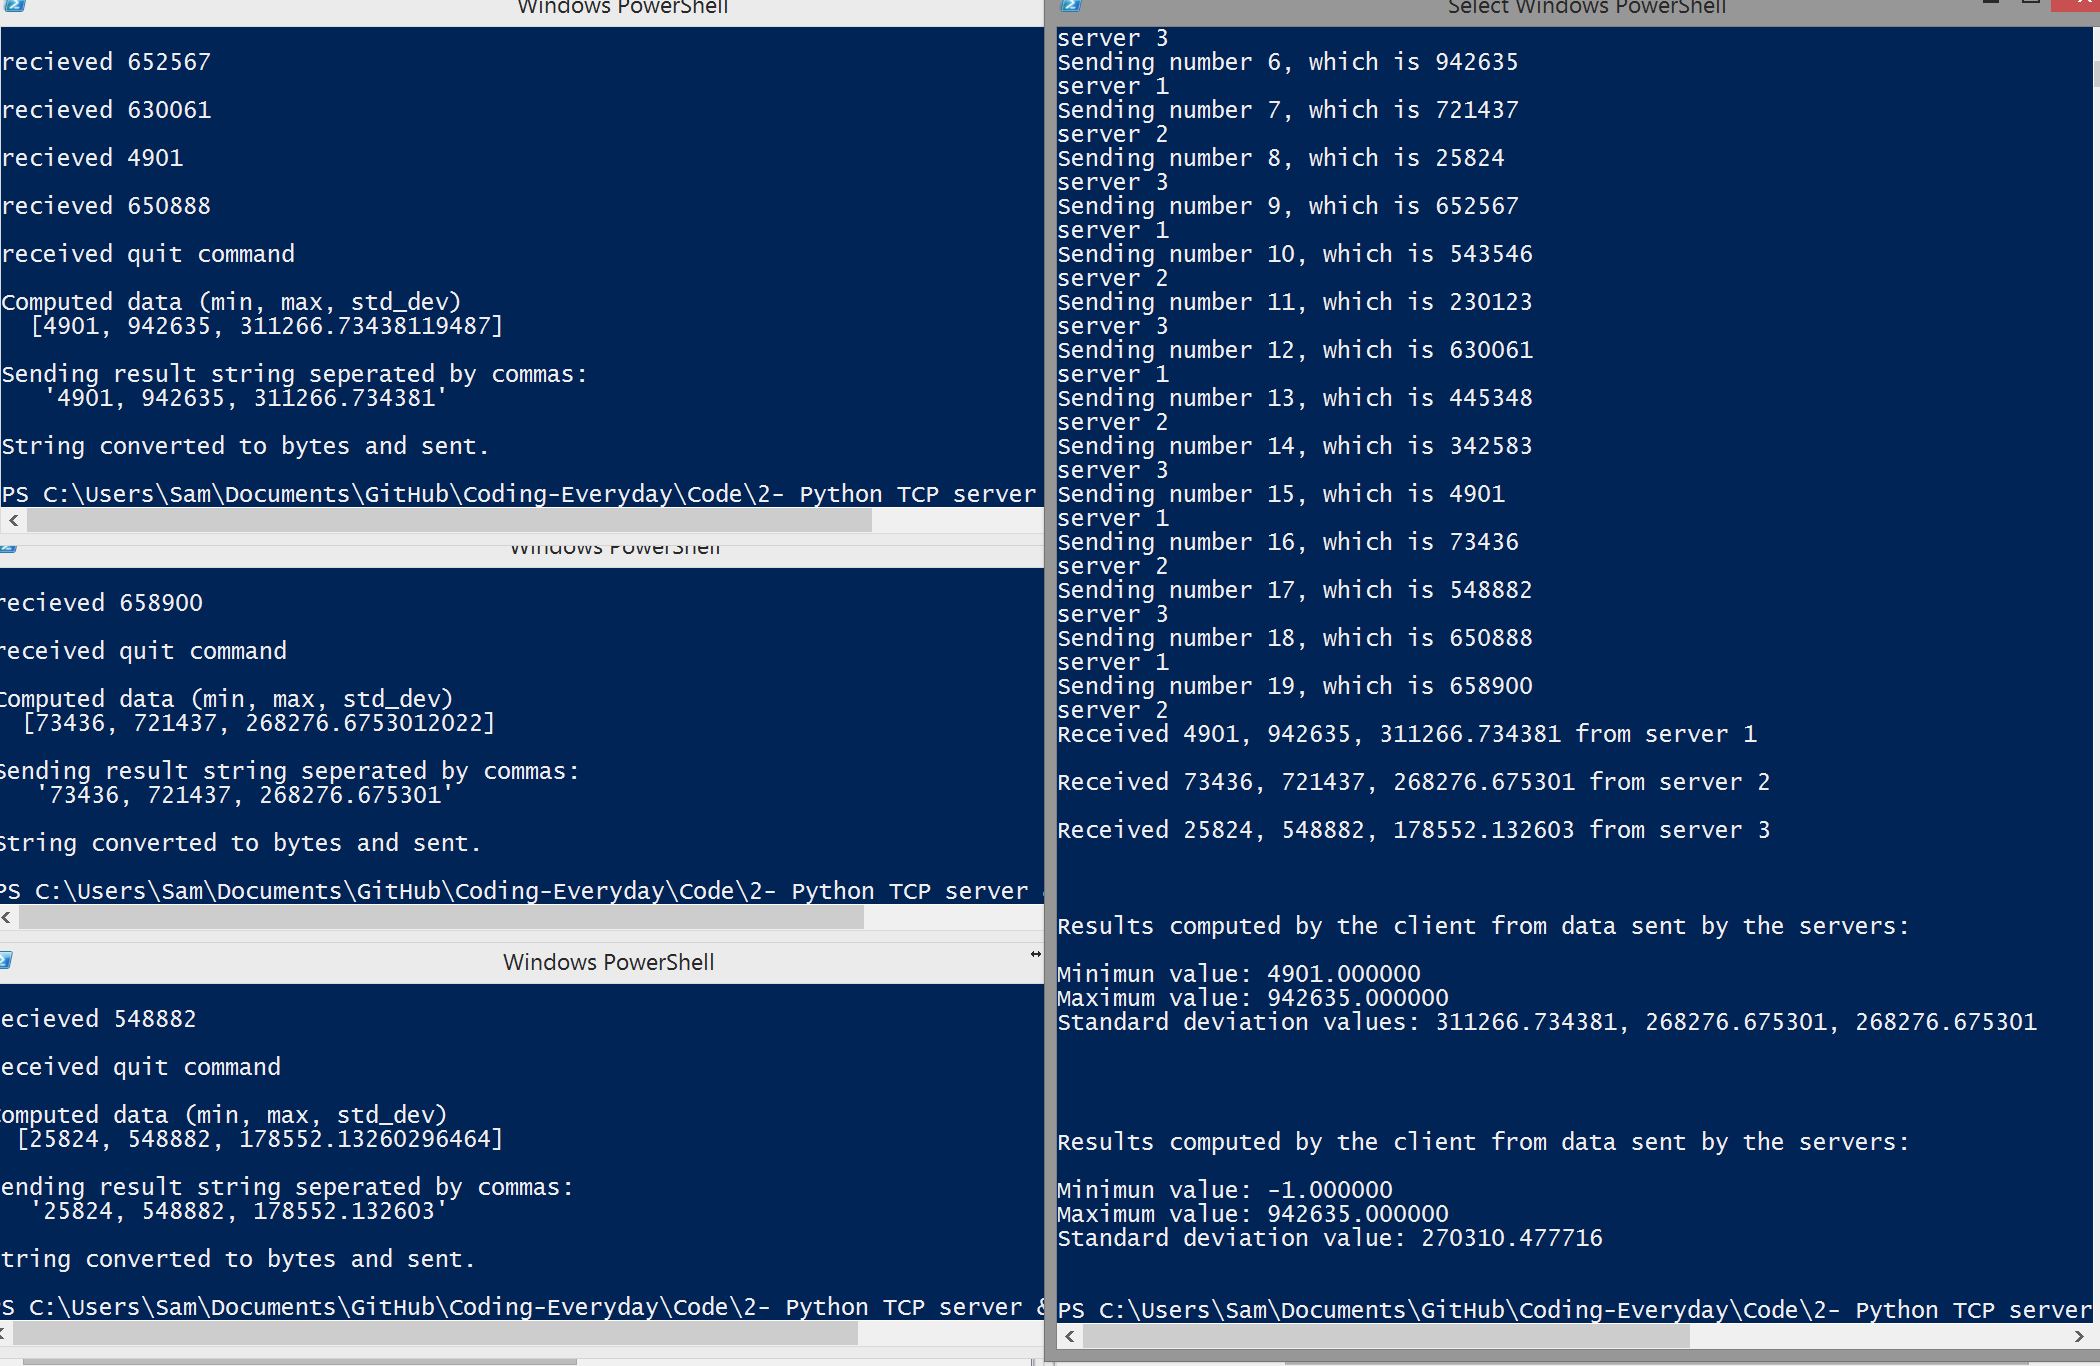 Windows PowerShell
recieved 652567
recieved 630061
recieved 4901
recieved 650888
received quit command
Computed data (min, max, std_dev)
[4901, 942635, 311266.73438119487]
Sending result string seperated by commas:
'4901, 942635, 311266.734381'
String converted to bytes and sent.
PS C:\Users\Sam\Documents\GitHub\Coding-Everyday\Code\2- Python TCP server
Windows PowerShell
recieved 658900
received quit command
Computed data (min, max, std_dev)
[73436, 721437, 268276.6753012022]
Sending result string seperated by commas:
'73436, 721437, 268276.675301'
String converted to bytes and sent.
PS C:\Users\Sam\Documents\GitHub\Coding-Everyday\Code\2- Python TCP server
Windows PowerShell
ecieved 548882
eceived quit command
omputed data (min, max, std_dev)
[25824, 548882, 178552.13260296464]
ending result string seperated by commas:
'25824, 548882, 178552.132603'
tring converted to bytes and sent.
PS C:\Users\Sam\Documents\GitHub\Coding-Everyday\Code\2- Python TCP server &
Select Windows PowerShell
server 3
Sending number 6, which is 942635
server 1
Sending number 7, which is 721437
server 2
Sending number 8, which is 25824
server 3
Sending number 9, which is 652567
server 1
Sending number 10, which is 543546
server 2
Sending number 11, which is 230123
server 3
Sending number 12, which is 630061
server 1
Sending number 13, which is 445348
server 2
Sending number 14, which is 342583
server 3
Sending number 15, which is 4901
server 1
Sending number 16, which is 73436
server 2
Sending number 17, which is 548882
server 3
Sending number 18, which is 650888
server 1
Sending number 19, which is 658900
server 2
Received 4901, 942635, 311266.734381 from server 1
Received 73436, 721437, 268276.675301 from server 2
Received 25824, 548882, 178552.132603 from server 3
Results computed by the client from data sent by the servers:
Minimun value: 4901.000000
Maximum value: 942635.000000
Standard deviation values: 311266.734381, 268276.675301, 268276.675301
Results computed by the client from data sent by the servers:
Minimun value: -1.000000
Maximum value: 942635.000000
Standard deviation value: 270310.477716
PS C:\Users\Sam\Documents\GitHub\Coding-Everyday\Code\2- Python TCP server